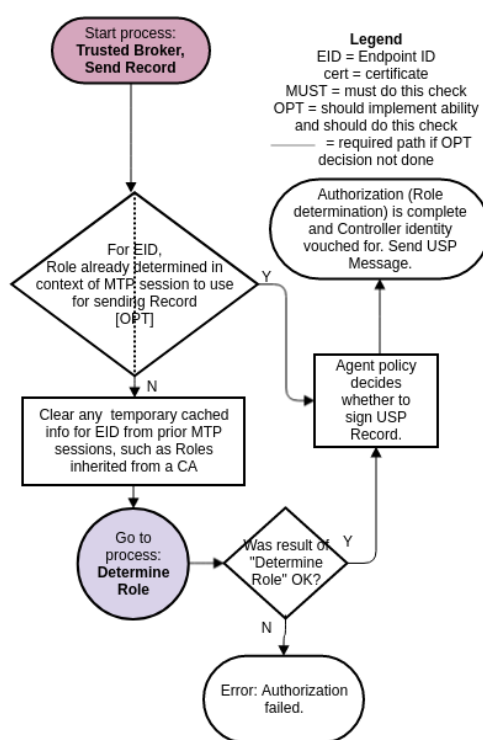 Start process:
Trusted Broker,
Send Record
Legend
EID = Endpoint ID
cert = certificate
MUST = must do this check
OPT = should implement ability
and should do this check
= required path if OPT
decision not done
Authorization (Role
determination) is complete
and Controller identity
vouched for. Send USP
Message.
For EID,
Role already determined in
context of MTP session to use
for sending Record
[OPT]
Y
N
Agent policy
decides
whether to
sign USP
Record.
Clear any temporary cached
info for EID from prior MTP
sessions, such as Roles
inherited from a CA
Go to
process:
Determine
Role
Was result of
"Determine
Role" OK?
Y
N
Error: Authorization
failed.